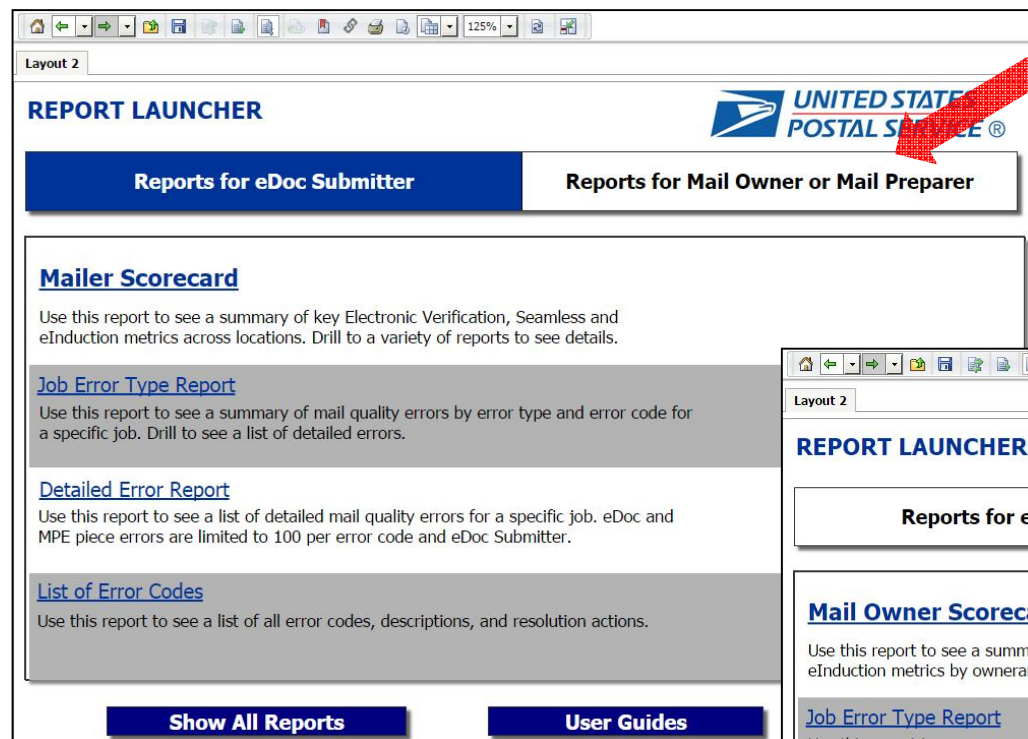 125%
Layout 2
REPORT LAUNCHER
UNITED STATES
POSTAL SERVICE ®
Reports for eDoc Submitter
Reports for Mail Owner or Mail Preparer
Mailer Scorecard
Use this report to see a summary of key Electronic Verification, Seamless and
eInduction metrics across locations. Drill to a variety of reports to see details.
Job Error Type Report
Use this report to see a summary of mail quality errors by error type and error code for
a specific job. Drill to see a list of detailed errors.
Detailed Error Report
Use this report to see a list of detailed mail quality errors for a specific job. eDoc and
MPE piece errors are limited to 100 per error code and eDoc Submitter.
List of Error Codes
Use this report to see a list of all error codes, descriptions, and resolution actions.
Show All Reports
User Guides
Layout 2
REPORT LAUNCHER
Reports for e
Mail Owner Scoreca
Use this report to see a summ
eInduction metrics by ownera
Job Error Type Report